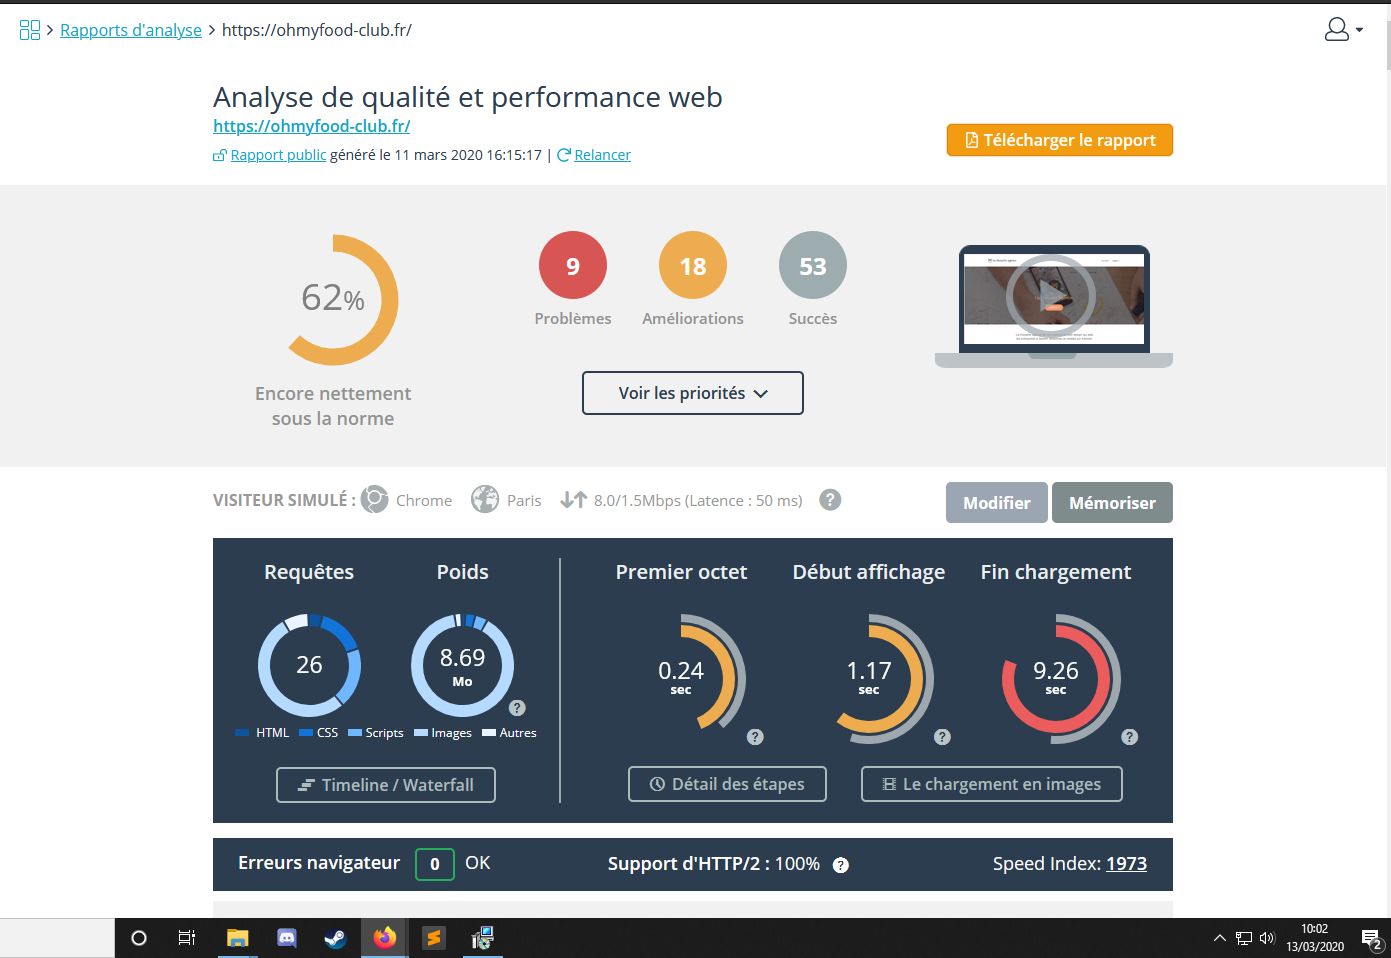 Rapports d'analyse > https://ohmyfood-club.fr/
Analyse de qualité et performance web
https://ohmyfood-club.fr/
Rapport public généré le 11 mars 2020 16:15:17 | Relancer
Télécharger le rapport
62%
Encore nettement
sous la norme
9
18
53
Problèmes
Améliorations
Succès
Voir les priorités
VISITEUR SIMULÉ :
Chrome
Paris
8.0/1.5Mbps (Latence : 50 ms)
?
Modifier
Mémoriser
Requêtes
Poids
Premier octet
Début affichage
Fin chargement
26
8.69
Mo
?
0.24
sec
?
1.17
sec
?
9.26
sec
?
HTML
CSS
Scripts
Images
Autres
Timeline / Waterfall
Détail des étapes
Le chargement en images
Erreurs navigateur
0
OK
Support d'HTTP/2 : 100%
?
Speed Index: 1973
10:02
13/03/2020
2